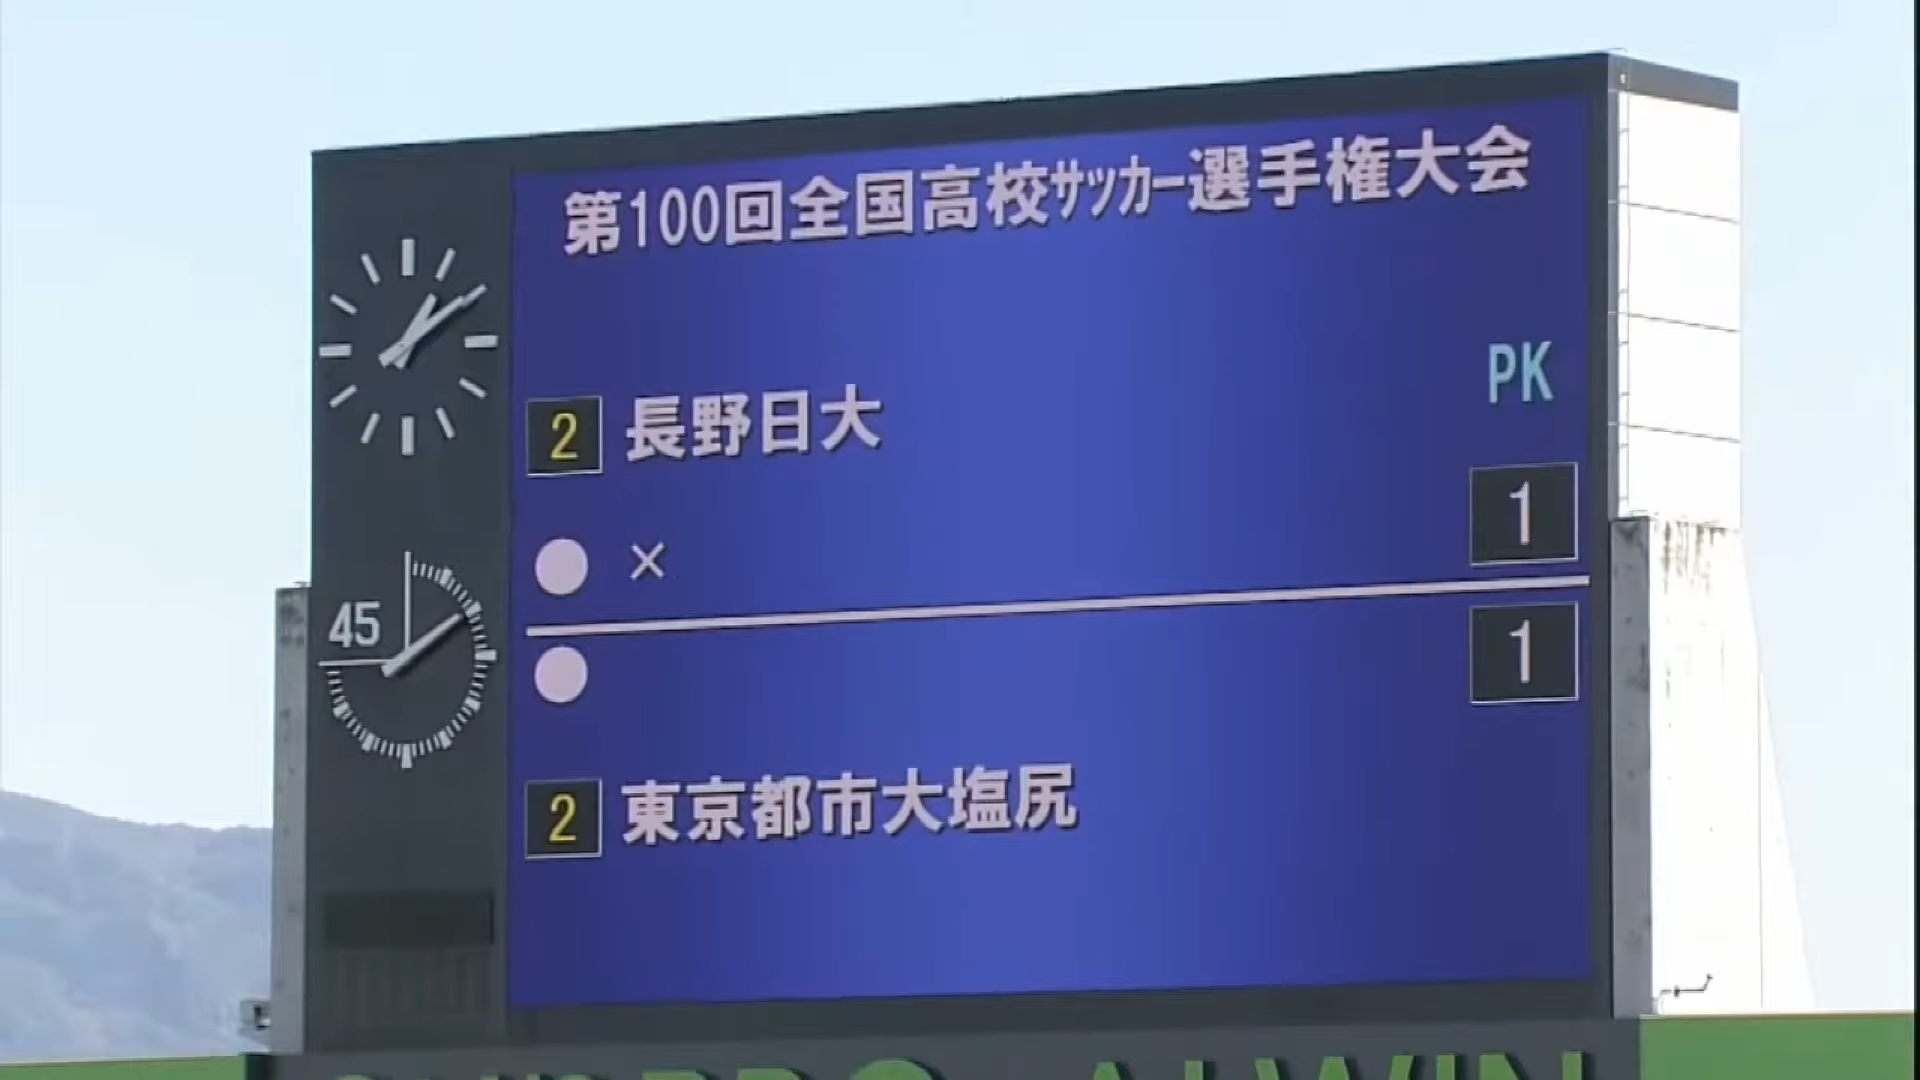 第100回全国高校サッカー選手権大会
PK
2 長野日大
● × 1
● 1
2 東京都市大塩尻
45
ALWIN